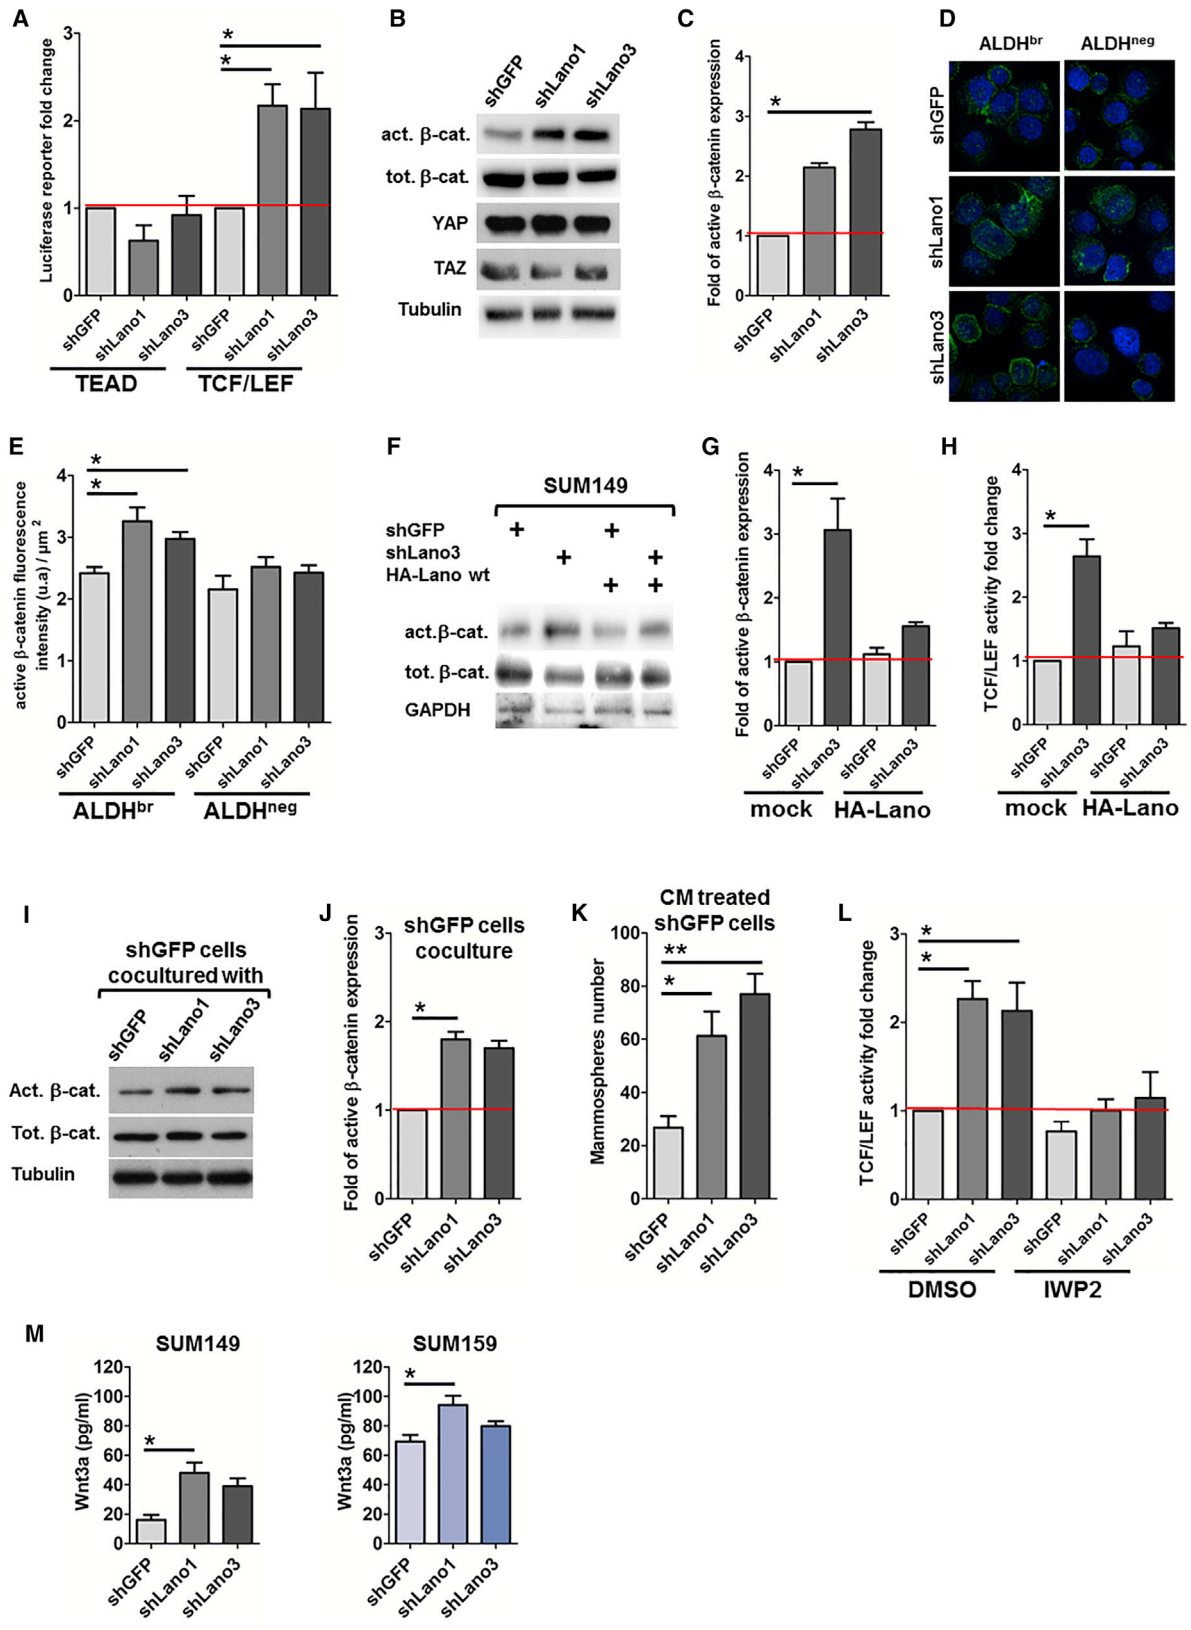 A
Luciferase reporter fold change
3
2
1
0
*
*
shGFP
shLano1
shLano3
shGFP
shLano1
shLano3
TEAD
TCF/LEF
B
shGFP
shLano1
shLano3
act. β-cat.
tot. β-cat.
YAP
TAZ
Tubulin
C
Fold of active β-catenin expression
4
3
2
1
0
*
shGFP
shLano1
shLano3
D
ALDHbr
ALDHneg
shGFP
shLano1
shLano3
E
active β-catenin fluorescence
intensity (u.a) / µm 2
4
3
2
1
0
*
*
shGFP
shLano1
shLano3
shGFP
shLano1
shLano3
ALDHbr
ALDHneg
F
SUM149
shGFP + +
shLano3 + +
HA-Lano wt + +
act.β-cat.
tot. β-cat.
GAPDH
G
Fold of active β-catenin expression
4
3
2
1
0
*
shGFP
shLano3
shGFP
shLano3
mock
HA-Lano
H
TCF/LEF activity fold change
4
3
2
1
0
*
shGFP
shLano3
shGFP
shLano3
mock
HA-Lano
I
shGFP cells
cocultured with
shGFP
shLano1
shLano3
Act. β-cat.
Tot. β-cat.
Tubulin
J
shGFP cells
coculture
Fold of active β-catenin expression
3
2
1
0
*
shGFP
shLano1
shLano3
K
CM treated
shGFP cells
Mammospheres number
100
80
60
40
20
0
**
*
shGFP
shLano1
shLano3
L
TCF/LEF activity fold change
3
2
1
0
*
*
shGFP
shLano1
shLano3
shGFP
shLano1
shLano3
DMSO
IWP2
M
SUM149
Wnt3a (pg/ml)
120
100
80
60
40
20
0
*
shGFP
shLano1
shLano3
SUM159
Wnt3a (pg/ml)
120
100
80
60
40
20
0
*
shGFP
shLano1
shLano3